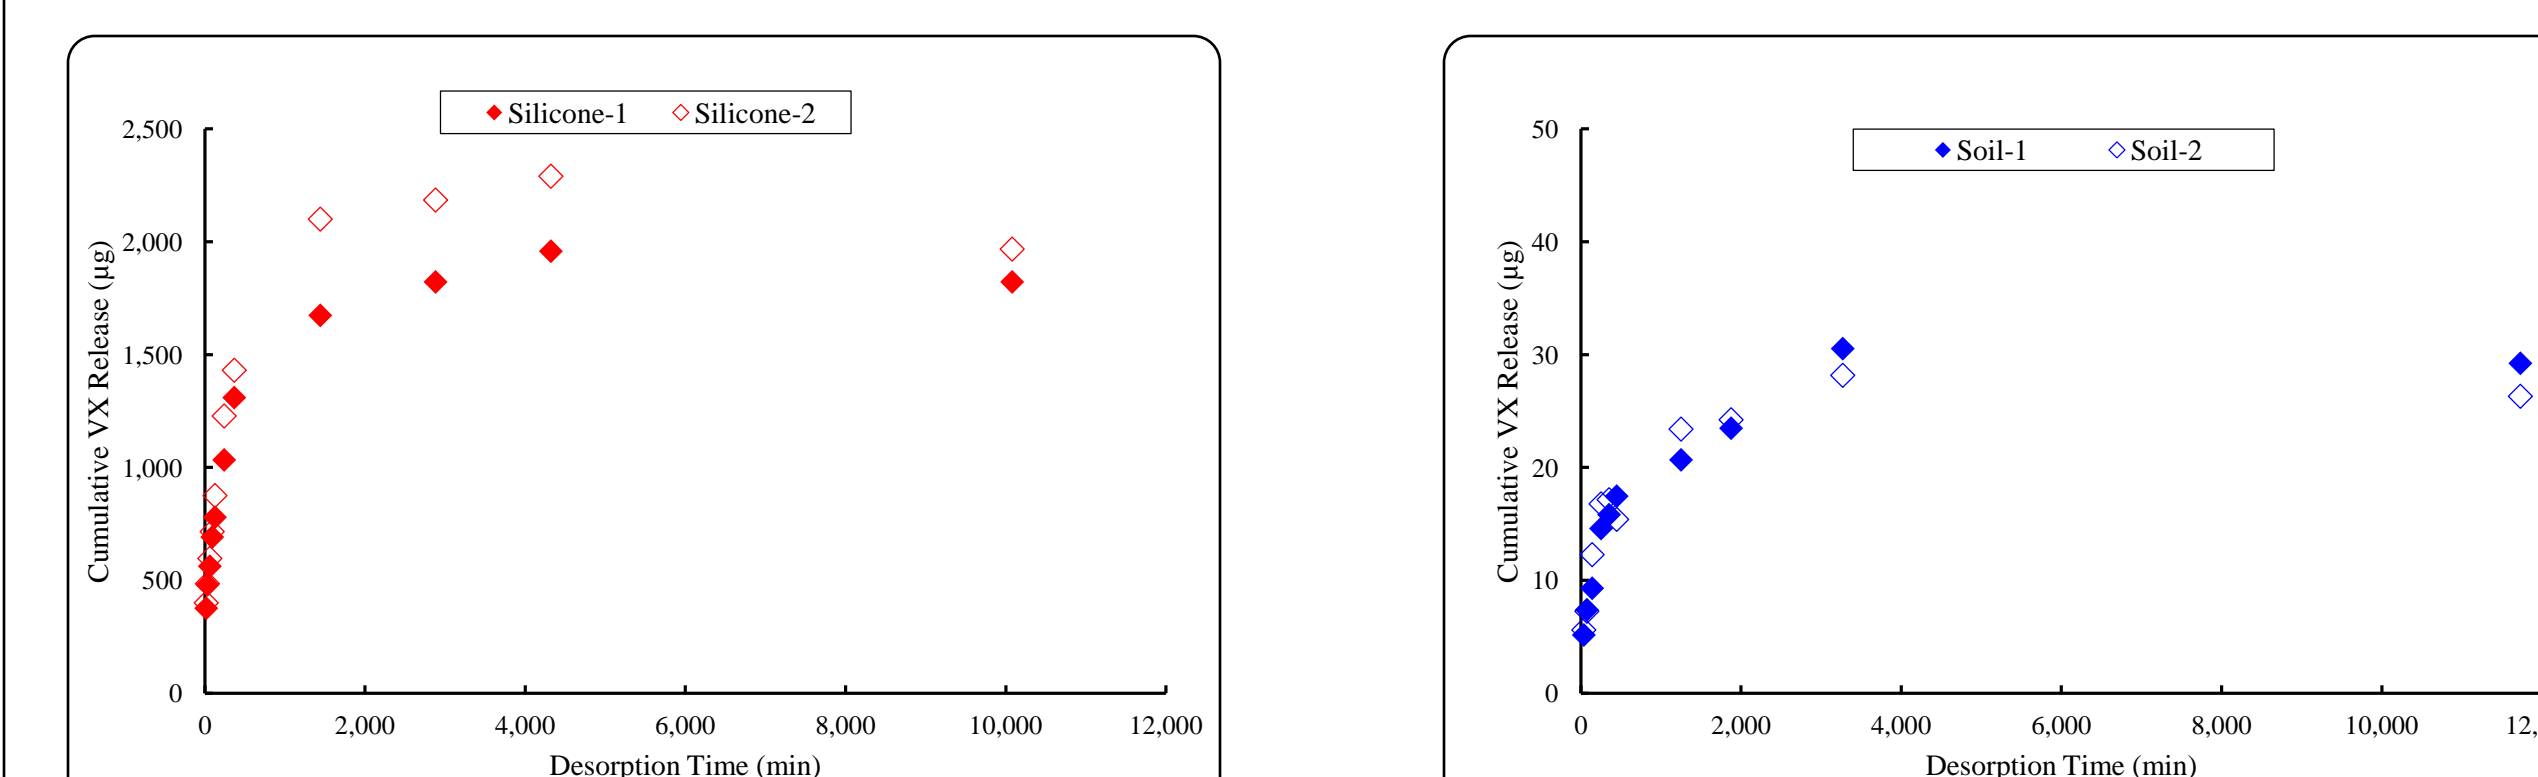 Silicone-1 Silicone-2
2,500
2,000
1,500
1,000
500
0
Cumulative VX Release (µg)
0 2,000 4,000 6,000 8,000 10,000 12,000
Desorption Time (min)
Soil-1 Soil-2
50
40
30
20
10
0
Cumulative VX Release (µg)
0 2,000 4,000 6,000 8,000 10,000 12,
Desorption Time (min)